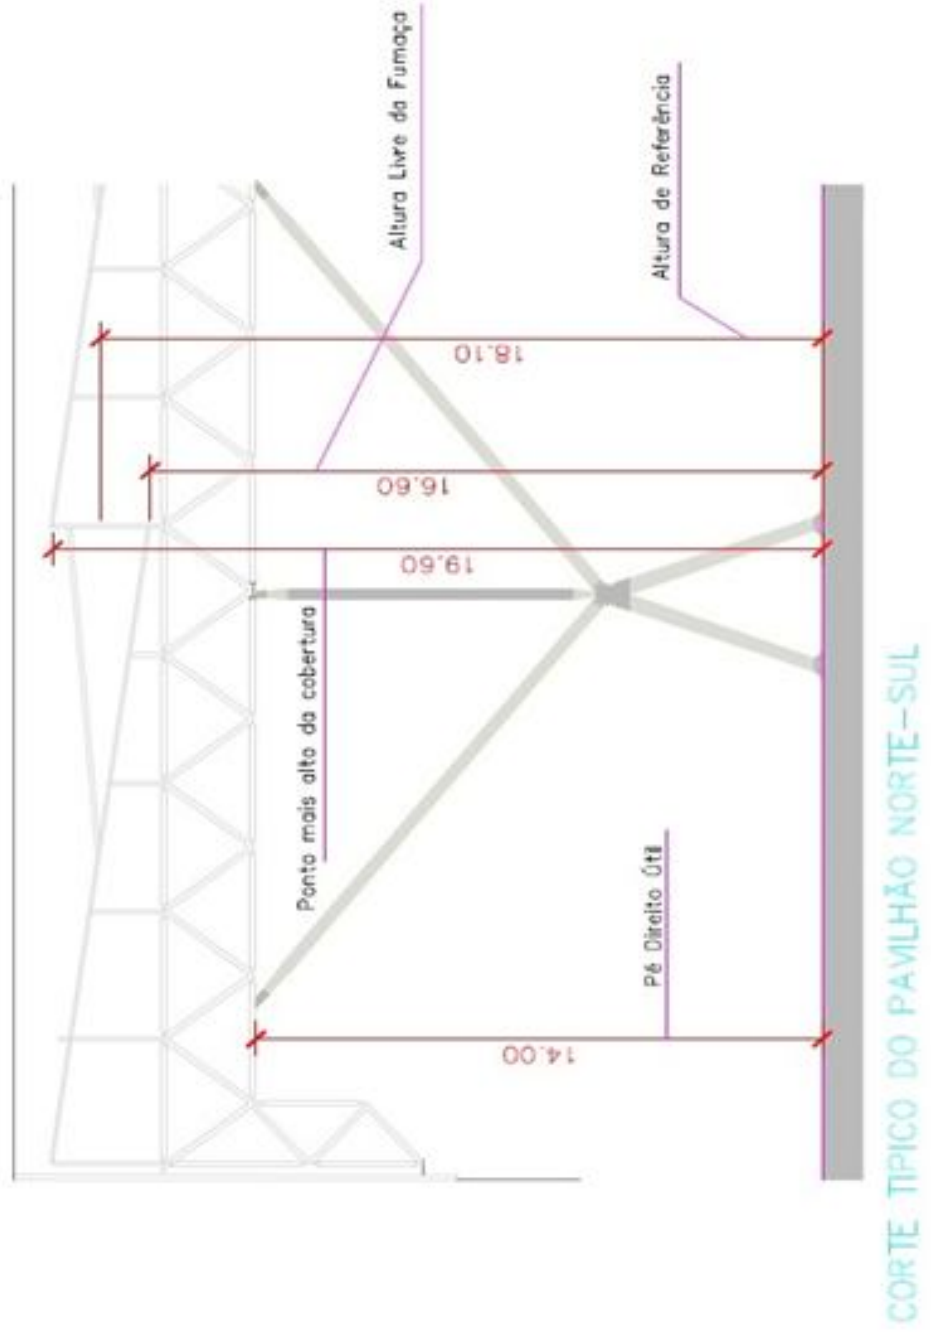 Altura Livre da Fumaça
Altura de Referência
18.10
16.60
19.60
Ponto mais alto da cobertura
Pé Direito Útil
14.00
CORTE TIPICO DO PAVILHÃO NORTE-SUL